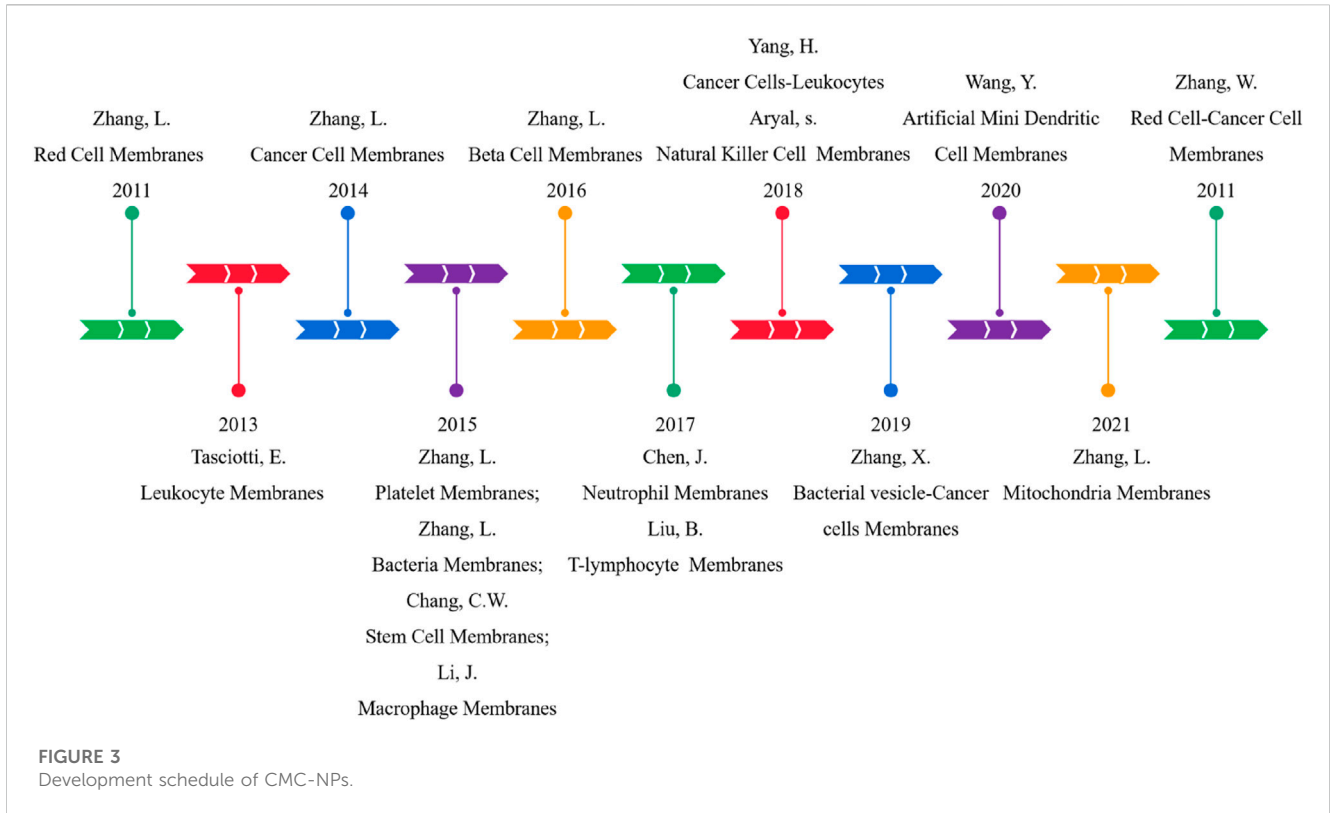 Zhang, L.
Red Cell Membranes
2011
2013
Tasciotti, E.
Leukocyte Membranes
Zhang, L.
Cancer Cell Membranes
2014
2015
Zhang, L.
Platelet Membranes;
Zhang, L.
Bacteria Membranes;
Chang, C.W.
Stem Cell Membranes;
Li, J.
Macrophage Membranes
Zhang, L.
Beta Cell Membranes
2016
2017
Chen, J.
Neutrophil Membranes
Liu, B.
T-lymphocyte Membranes
Yang, H.
Cancer Cells-Leukocytes
Aryal, s.
Natural Killer Cell Membranes
2018
2019
Zhang, X.
Bacterial vesicle-Cancer
cells Membranes
Wang, Y.
Artificial Mini Dendritic
Cell Membranes
2020
2021
Zhang, L.
Mitochondria Membranes
Zhang, W.
Red Cell-Cancer Cell
Membranes
2011
FIGURE 3
Development schedule of CMC-NPs.